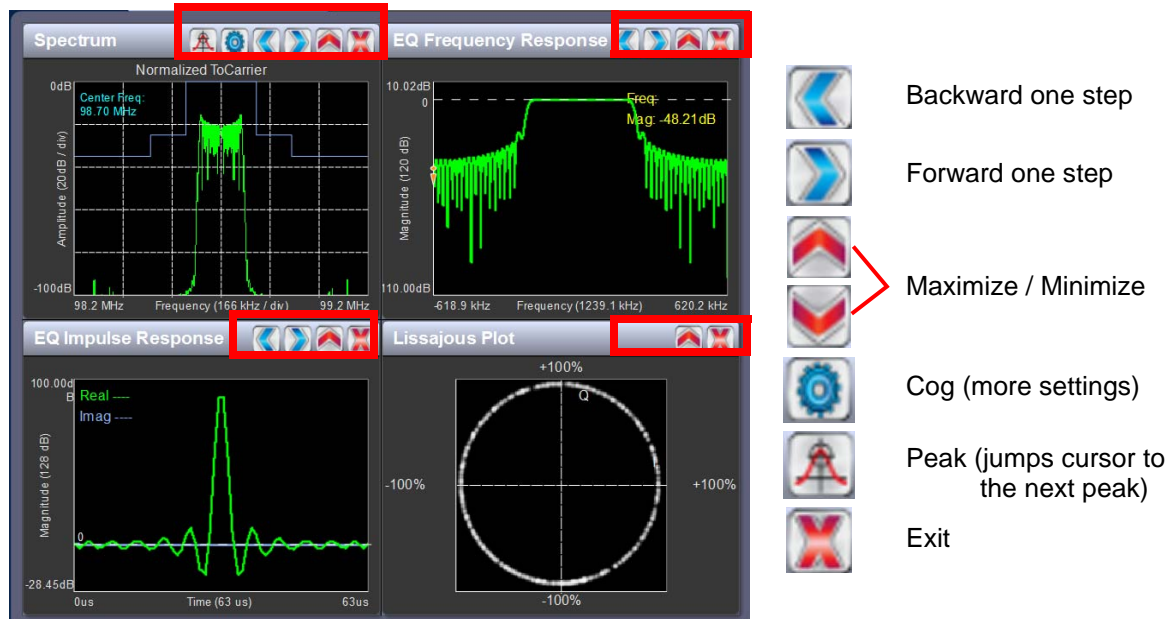 Spectrum
Normalized ToCarrier
0dB
Center Freq:
98.70 MHz
Amplitude (20dB / div)
-100dB
98.2 MHz
Frequency (166 kHz / div)
99.2 MHz
EQ Frequency Response
10.02dB
0
Freq:
Mag: -48.21dB
Magnitude (120 dB)
110.00dB
-618.9 kHz
Frequency (1239.1 kHz)
620.2 kHz
EQ Impulse Response
100.00d
B
Real ----
Imag ----
Magnitude (128 dB)
0
-28.45dB
0us
Time (63 us)
63us
Lissajous Plot
+100%
Q
-100%
+100%
-100%
Backward one step
Forward one step
Maximize / Minimize
Cog (more settings)
Peak (jumps cursor to
the next peak)
Exit